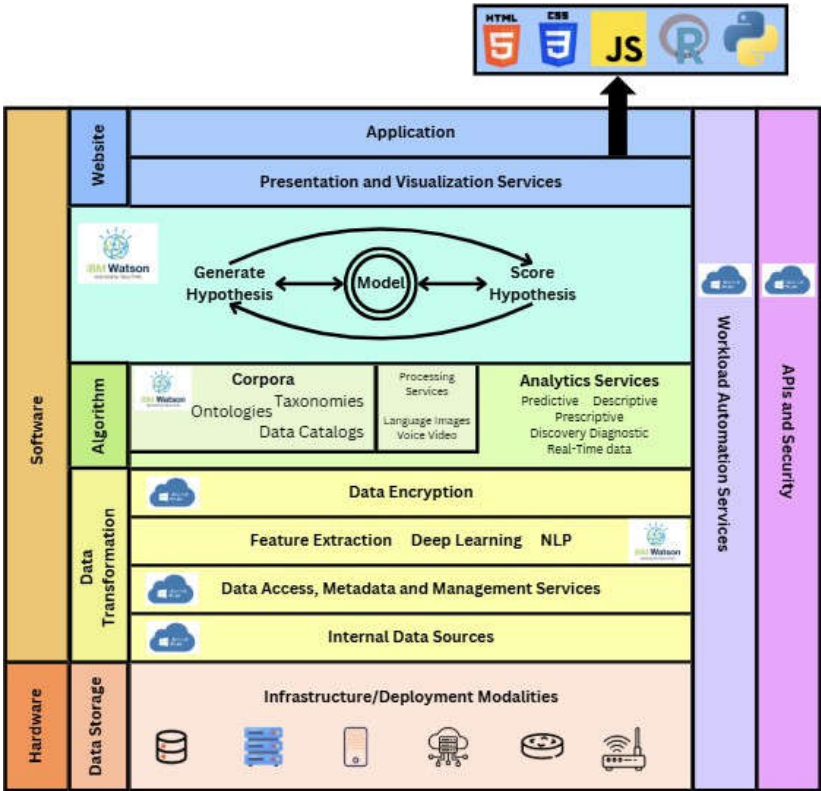 HTML
5
CSS
3
JS
R
Software
Website
Application
Presentation and Visualization Services
IBM Watson
Generate
Hypothesis
Model
Score
Hypothesis
Algorithm
IBM Watson
Corpora
Ontologies
Taxonomies
Data Catalogs
Processing
Services
Language Images
Voice Video
Analytics Services
Predictive Descriptive
Prescriptive
Discovery Diagnostic
Real-Time data
Data
Transformation
Data Encryption
Feature Extraction Deep Learning NLP
IBM Watson
Data Access, Metadata and Management Services
Internal Data Sources
Hardware
Data Storage
Infrastructure/Deployment Modalities
Workload Automation Services
APIs and Security